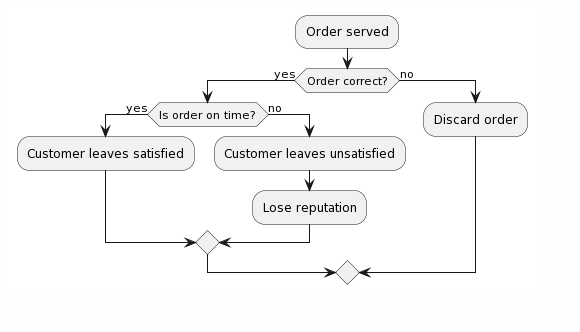 Order served
yes
Order correct?
no
yes
Is order on time?
no
Discard order
Customer leaves satisfied
Customer leaves unsatisfied
Lose reputation